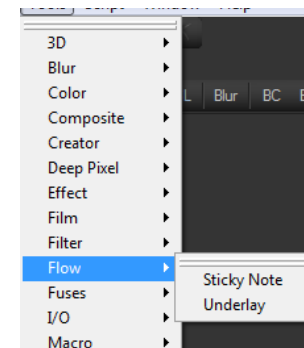 3D
Blur
Color
Composite
Creator
Deep Pixel
Effect
Film
Filter
Flow
Fuses
I/O
Macro
Sticky Note
Underlay
L Blur BC